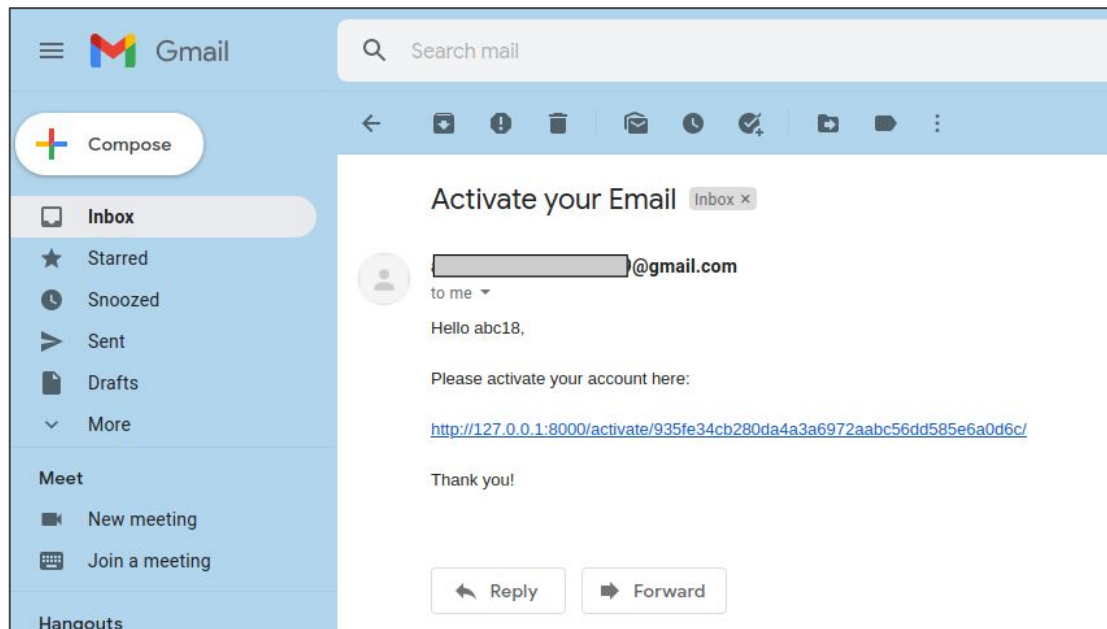 Gmail
Search mail
Compose
Inbox
Starred
Snoozed
Sent
Drafts
More
Meet
New meeting
Join a meeting
Hangouts
Activate your Email Inbox ×
@gmail.com
to me
Hello abc18,
Please activate your account here:
http://127.0.0.1:8000/activate/935fe34cb280da4a3a6972aabc56dd585e6a0d6c/
Thank you!
Reply Forward